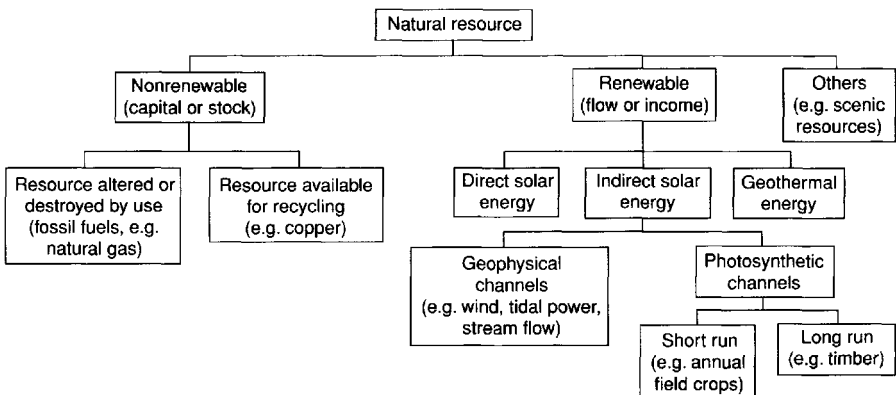 Natural resource
Nonrenewable
(capital or stock)
Renewable
(flow or income)
Others
(e.g. scenic
resources)
Resource altered or
destroyed by use
(fossil fuels, e.g.
natural gas)
Resource available
for recycling
(e.g. copper)
Direct solar
energy
Indirect solar
energy
Geothermal
energy
Geophysical
channels
(e.g. wind, tidal power,
stream flow)
Photosynthetic
channels
Short run
(e.g. annual
field crops)
Long run
(e.g. timber)